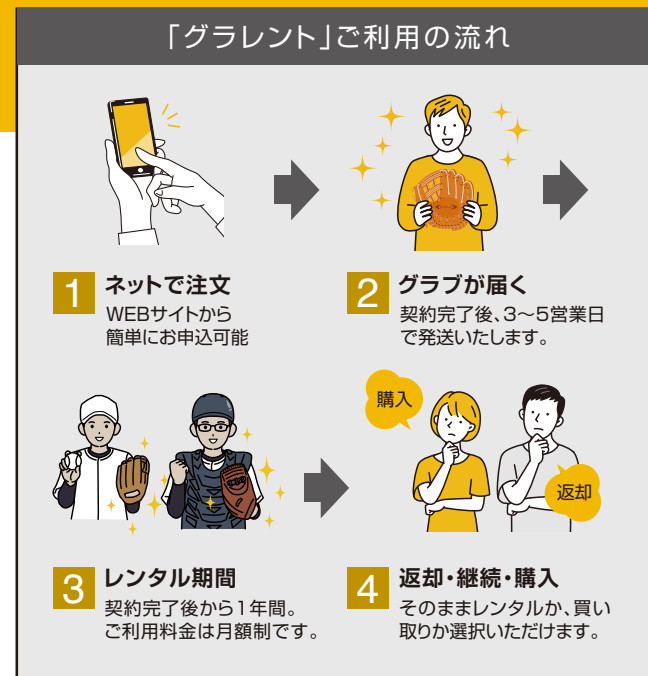 「グラレント」ご利用の流れ
1 ネットで注文
WEBサイトから
簡単にお申込可能
2 グラブが届く
契約完了後、3〜5営業日
で発送いたします。
購入
返却
3 レンタル期間
契約完了後から1年間。
ご利用料金は月額制です。
4 返却・継続・購入
そのままレンタルか、買い
取りか選択いただけます。